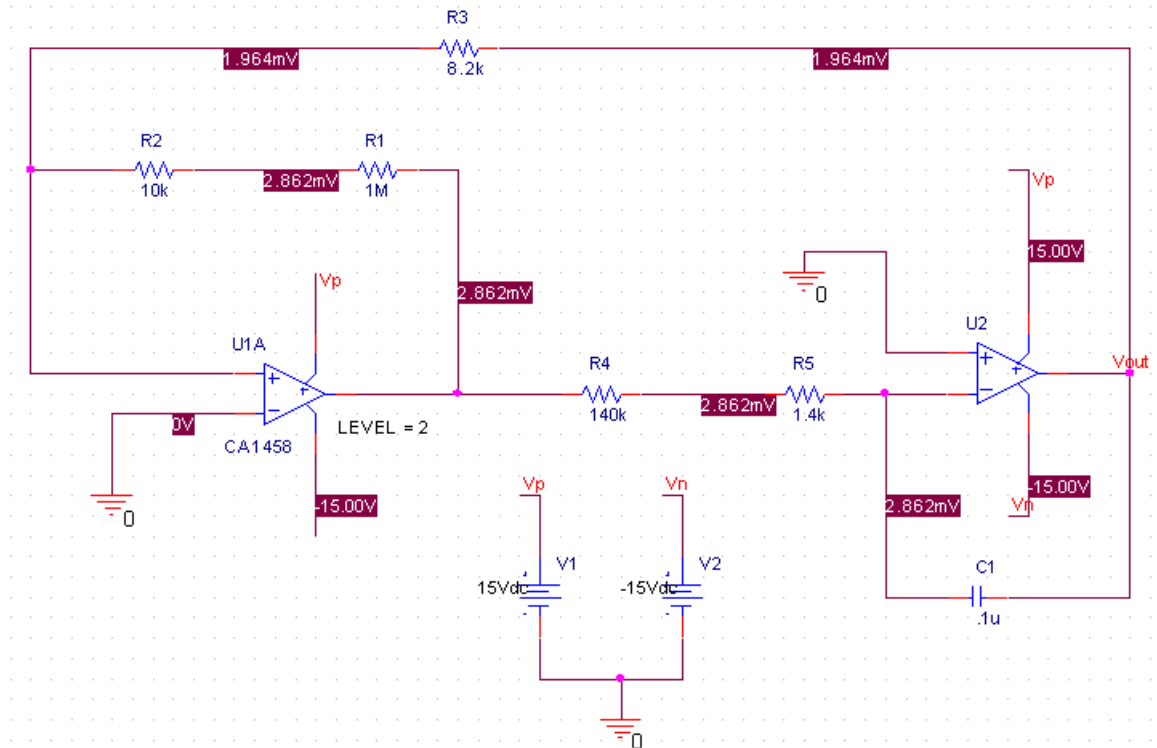 R3
1.964mV
1.964mV
8.2k
R2
R1
2.862mV
10k
1M
Vp
15.00V
Vp
2.862mV
0
U1A
U2
R4
R5
Vout
0V
2.862mV
140k
1.4k
LEVEL = 2
CA1458
-15.00V
Vp
Vn
-15.00V
Vn
2.862mV
0
V1
V2
C1
15Vdc
-15Vdc
.1u
0